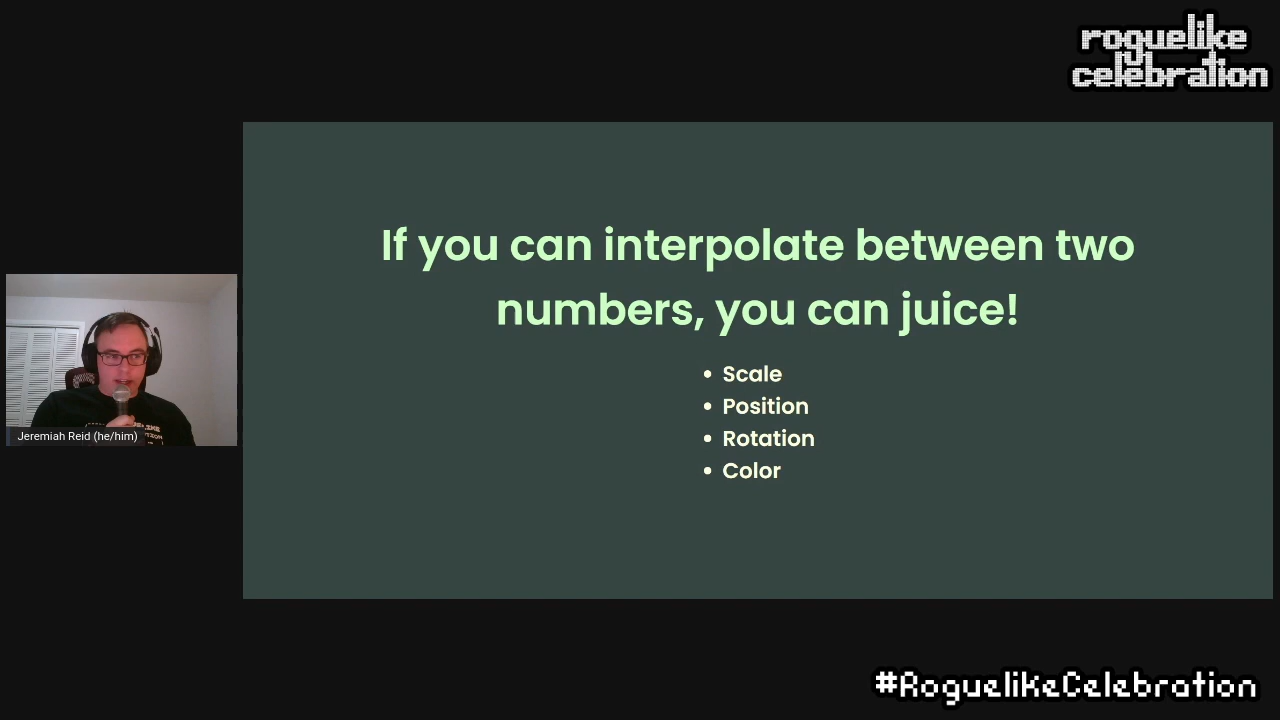 roguelike
celebration
If you can interpolate between two
numbers, you can juice!
• Scale
• Position
• Rotation
• Color
Jeremiah Reid (he/him)
#RoguelikeCelebration